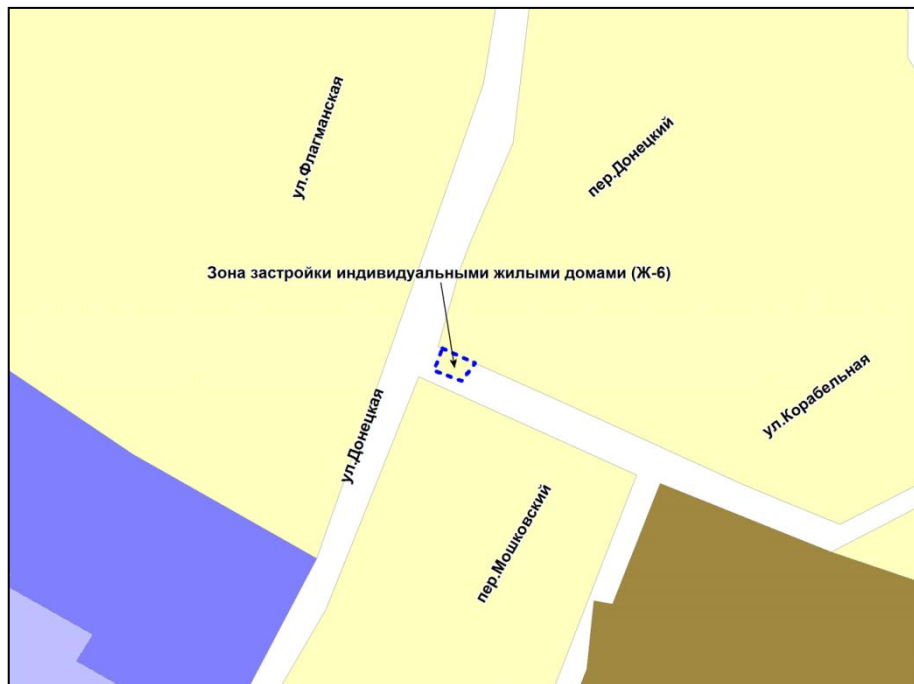 ул.Флагманская
пер.Донецкий
Зона застройки индивидуальными жилыми домами (Ж-6)
ул.Донецкая
ул.Корабельная
пер.Мошковский